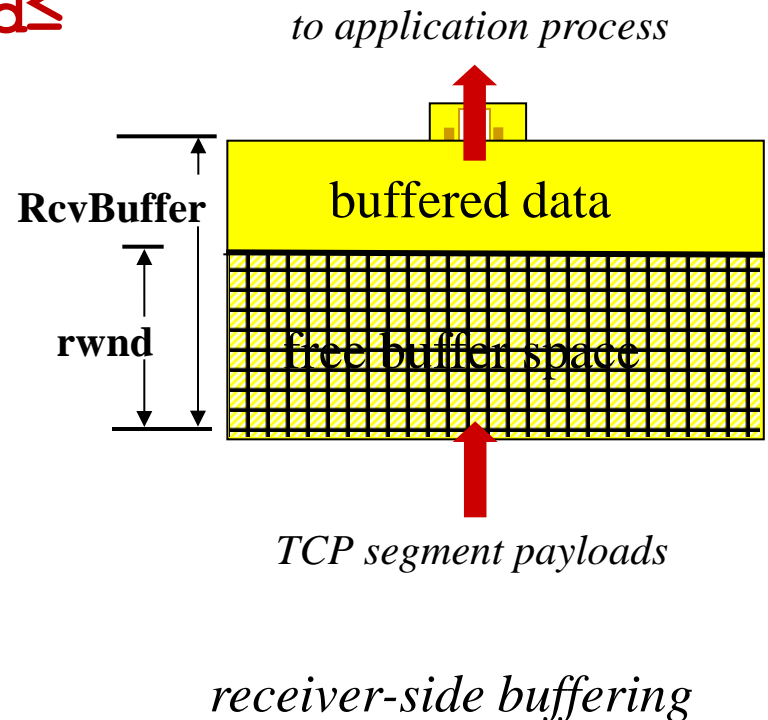 d≤
to application process
buffered data
RcvBuffer
rwnd
free buffer space
TCP segment payloads
receiver-side buffering